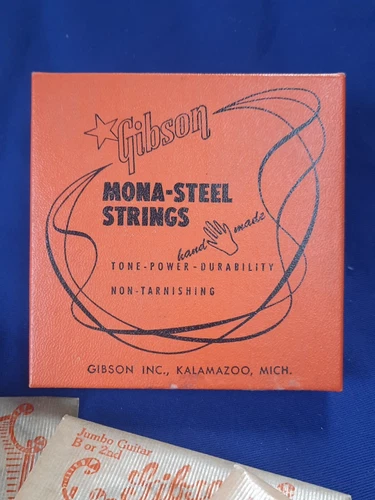 Gibson
MONA-STEEL
STRINGS
hand made
TONE-POWER-DURABILITY
NON-TARNISHING
GIBSON INC., KALAMAZOO, MICH.
Jumbo Guitar
B or 2nd
Gibson